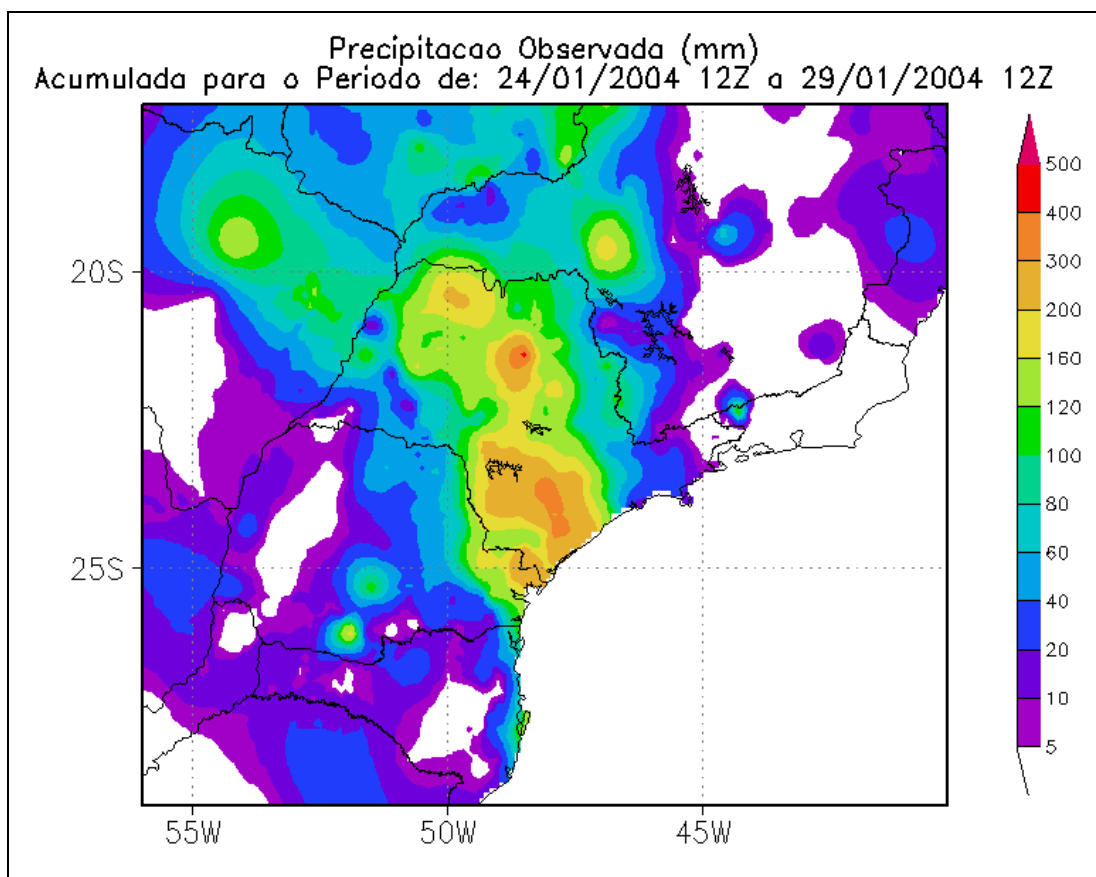 Precipitacao Observada (mm)
Acumulada para o Periodo de: 24/01/2004 12Z a 29/01/2004 12Z
500
400
300
200
160
120
100
80
60
40
20
10
5
20S
25S
55W
50W
45W